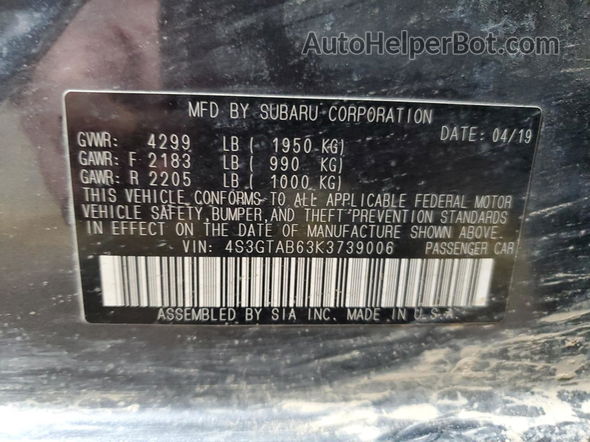 AutoHelperBot.com
MFD BY SUBARU CORPORATION
DATE: 04/19
GVWR: 4299 LB ( 1950 KG)
GAWR: F 2183 LB ( 990 KG)
GAWR: R 2205 LB ( 1000 KG)
THIS VEHICLE CONFORMS TO ALL APPLICABLE FEDERAL MOTOR
VEHICLE SAFETY, BUMPER, AND THEFT PREVENTION STANDARDS
IN EFFECT ON THE DATE OF MANUFACTURE SHOWN ABOVE.
VIN: 4S3GTAB63K3739006 PASSENGER CAR
ASSEMBLED BY SIA INC. MADE IN U.S.A.